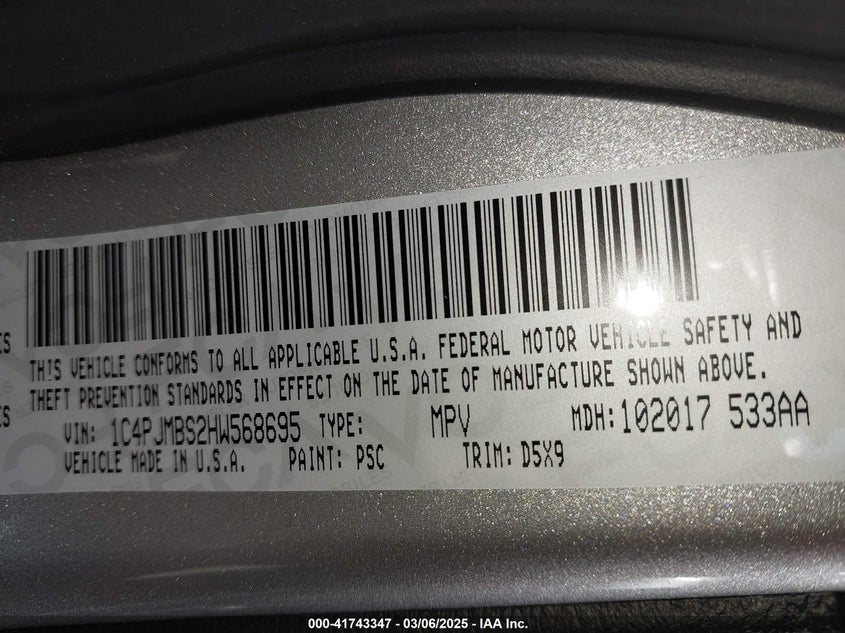 ES
THIS VEHICLE CONFORMS TO ALL APPLICABLE U.S.A. FEDERAL MOTOR VEHICLE SAFETY AND
THEFT PREVENTION STANDARDS IN EFFECT ON THE DATE OF MANUFACTURE SHOWN ABOVE.
ES
VIN: 1C4PJMBS2HW568695 TYPE: MPV MDH: 102017 533AA
VEHICLE MADE IN U.S.A. PAINT: PSC TRIM: D5X9
000-41743347 - 03/06/2025 - IAA Inc.